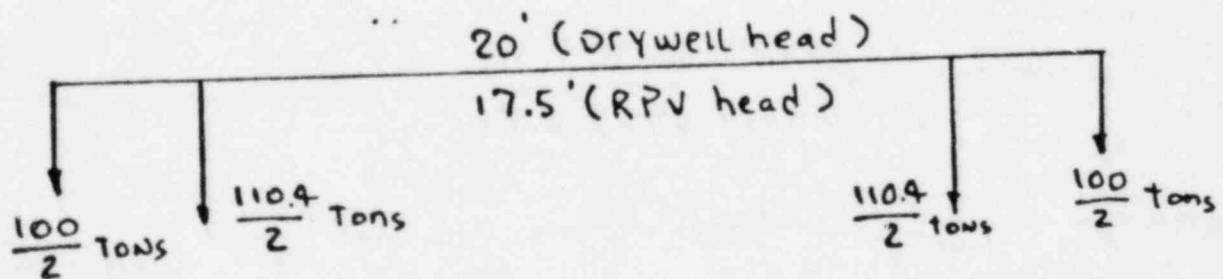 20' (Drywell head)
17.5' (RPV head)
100/2 Tons
110.4/2 Tons
110.4/2 tons
100/2 Tons